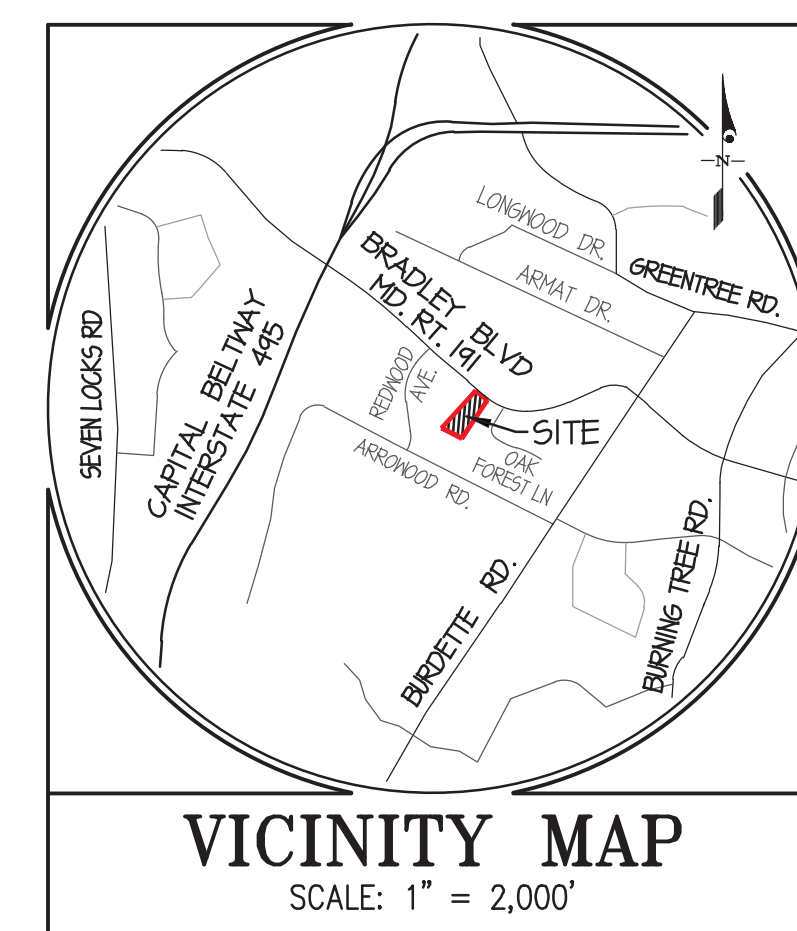 N
LONGWOOD DR.
GREENTREE RD.
ARMAT DR.
BRADLEY BLVD
MD. RT. 191
SEVEN LOCKS RD
CAPITAL BELTWAY
INTERSTATE 495
REDWOOD
AVE.
SITE
OAK
FOREST LN
ARROWOOD RD.
BURDETTE RD.
BURNING TREE RD.
VICINITY MAP
SCALE: 1" = 2,000'